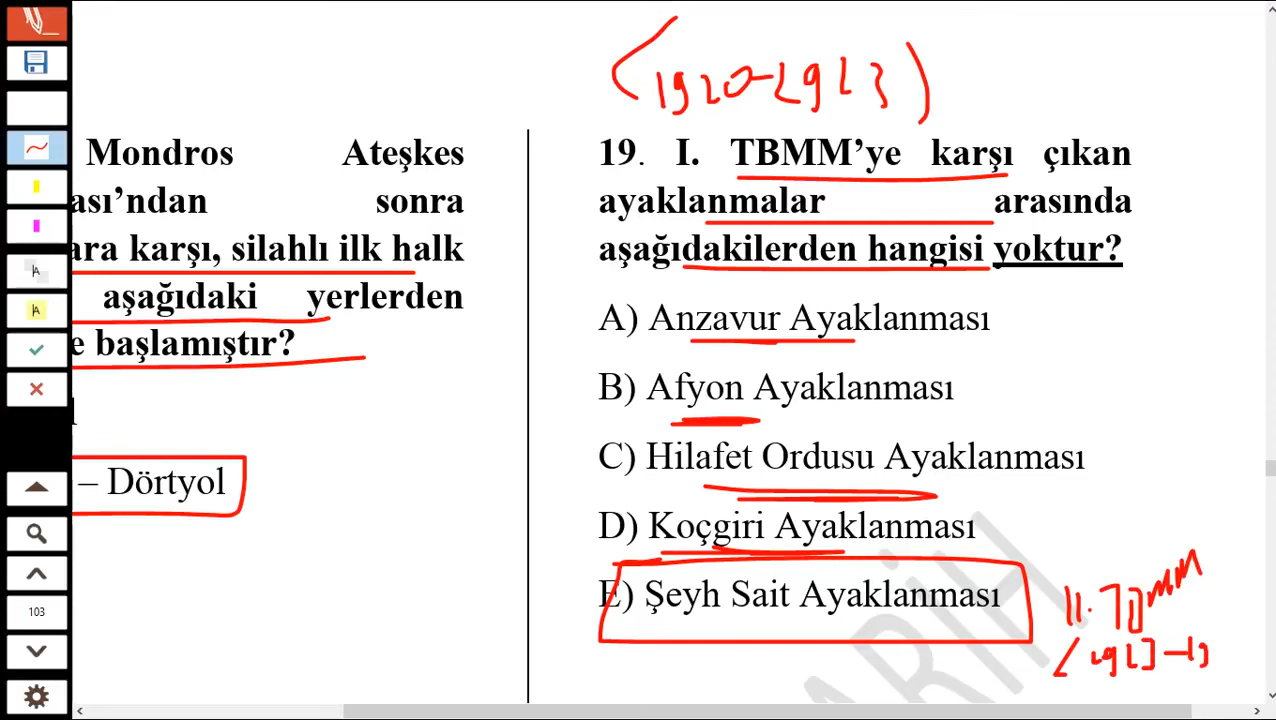 (1920-1923)
Mondros Ateşkes
ası’ndan sonra
ara karşı, silahlı ilk halk
aşağıdaki yerlerden
e başlamıştır?
– Dörtyol
19. I. TBMM’ye karşı çıkan
ayaklanmalar arasında
aşağıdakilerden hangisi yoktur?
A) Anzavur Ayaklanması
B) Afyon Ayaklanması
C) Hilafet Ordusu Ayaklanması
D) Koçgiri Ayaklanması
E) Şeyh Sait Ayaklanması
103